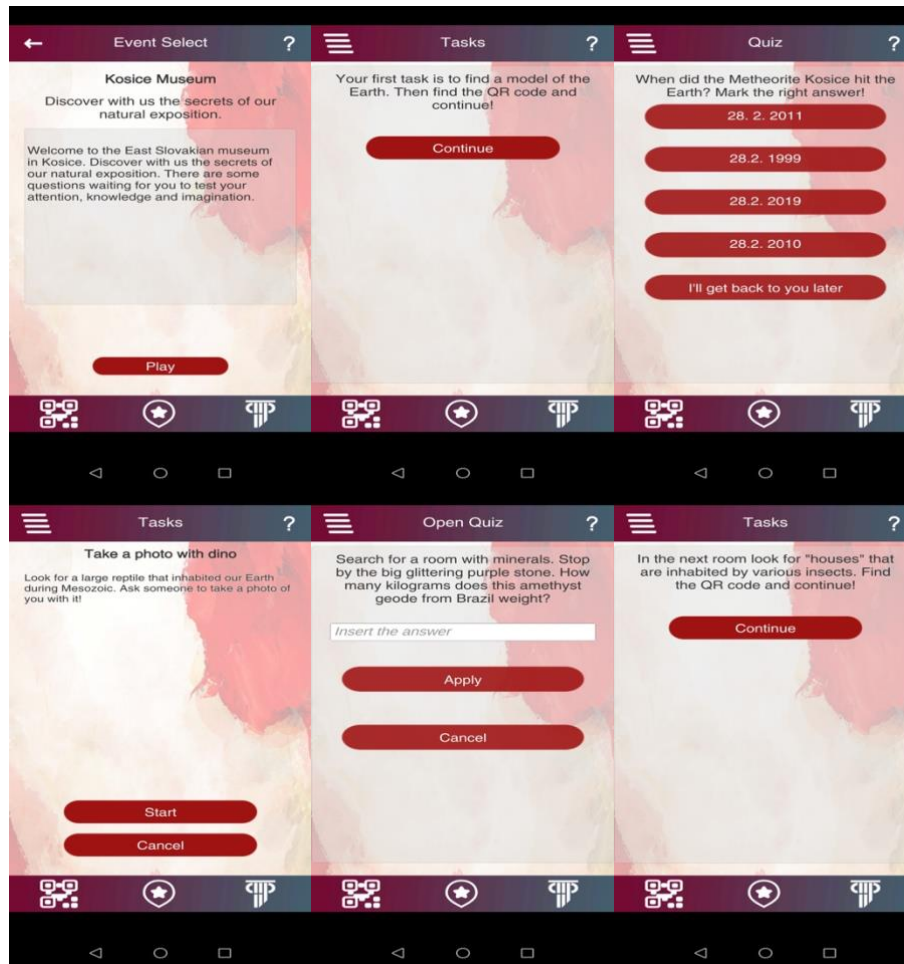 Event Select
?
Kosice Museum
Discover with us the secrets of our
natural exposition.
Welcome to the East Slovakian museum
in Kosice. Discover with us the secrets of
our natural exposition. There are some
questions waiting for you to test your
attention, knowledge and imagination.
Play
Tasks
?
Your first task is to find a model of the
Earth. Then find the QR code and
continue!
Continue
Quiz
?
When did the Metheorite Kosice hit the
Earth? Mark the right answer!
28. 2. 2011
28.2. 1999
28.2. 2019
28.2. 2010
I'll get back to you later
Tasks
?
Take a photo with dino
Look for a large reptile that inhabited our Earth
during Mesozoic. Ask someone to take a photo of
you with it!
Start
Cancel
Open Quiz
?
Search for a room with minerals. Stop
by the big glittering purple stone. How
many kilograms does this amethyst
geode from Brazil weight?
Insert the answer
Apply
Cancel
Tasks
?
In the next room look for "houses" that
are inhabited by various insects. Find
the QR code and continue!
Continue